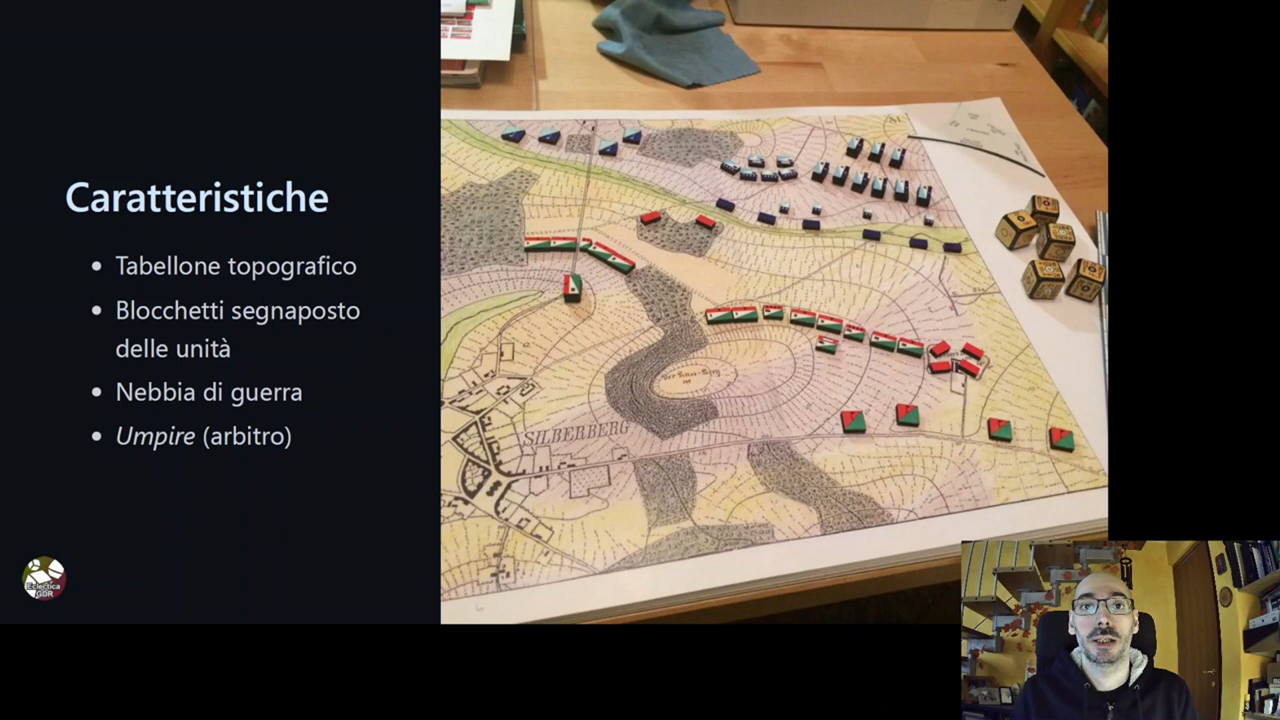 Caratteristiche
Tabellone topografico
Blocchetti segnaposto
delle unità
Nebbia di guerra
Umpire (arbitro)
SILBERBERG
Eclectica
GDR